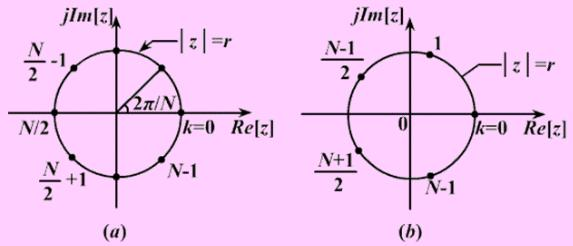 jIm[z]
|z|=r
N/2 -1
2π/N
N/2
k=0
Re[z]
N/2 +1
N-1
(a)
jIm[z]
1
N-1/2
|z|=r
0
k=0
Re[z]
N+1/2
N-1
(b)